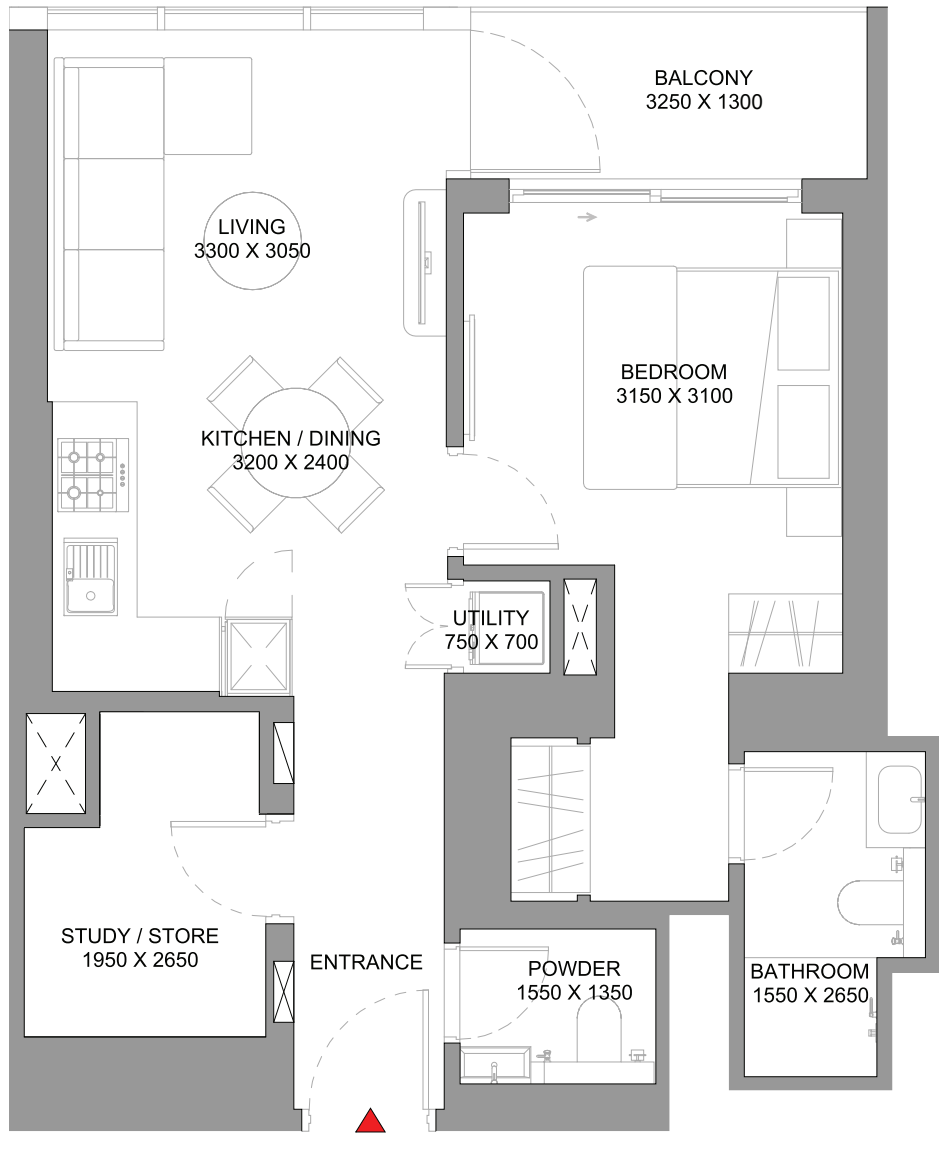 BALCONY
3250 X 1300
LIVING
3300 X 3050
BEDROOM
3150 X 3100
KITCHEN / DINING
3200 X 2400
UTILITY
750 X 700
STUDY / STORE
1950 X 2650
ENTRANCE
POWDER
1550 X 1350
BATHROOM
1550 X 2650